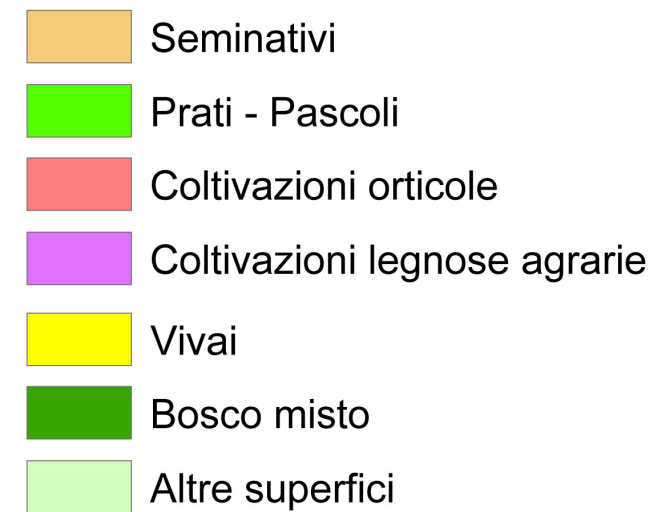 Seminativi
Prati - Pascoli
Coltivazioni orticole
Coltivazioni legnose agrarie
Vivai
Bosco misto
Altre superfici